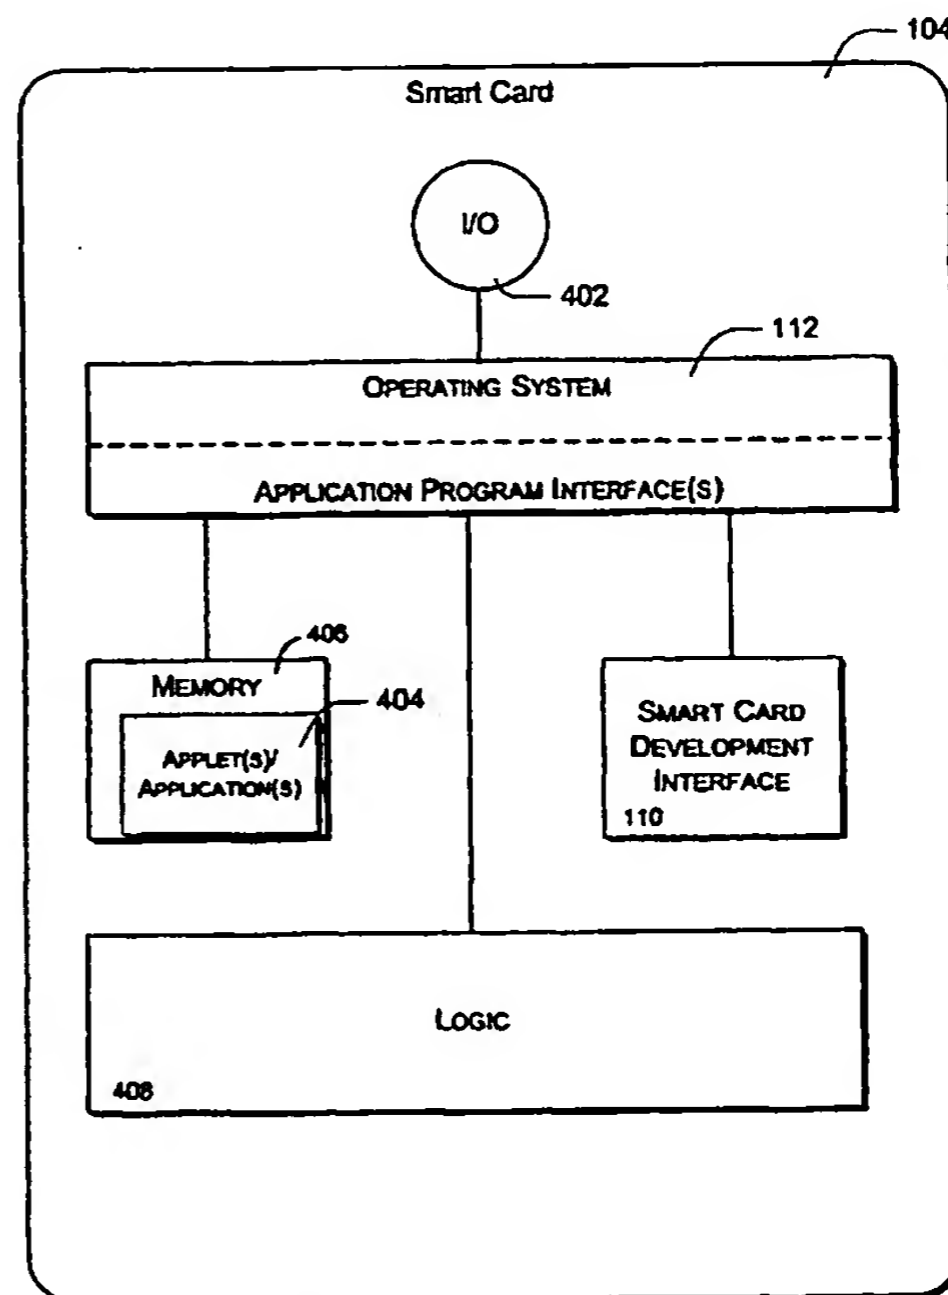 104
Smart Card
I/O
402
112
OPERATING SYSTEM
APPLICATION PROGRAM INTERFACE(S)
406
MEMORY
404
APPLET(S)/
APPLICATION(S)
SMART CARD
DEVELOPMENT
INTERFACE
110
LOGIC
408